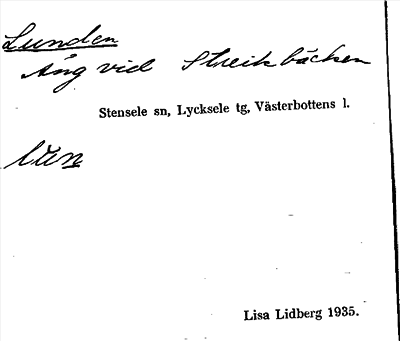 Lunden
Äng vid Streikbäcken
Stensele sn, Lycksele tg, Västerbottens l.
Lisa Lidberg 1935.